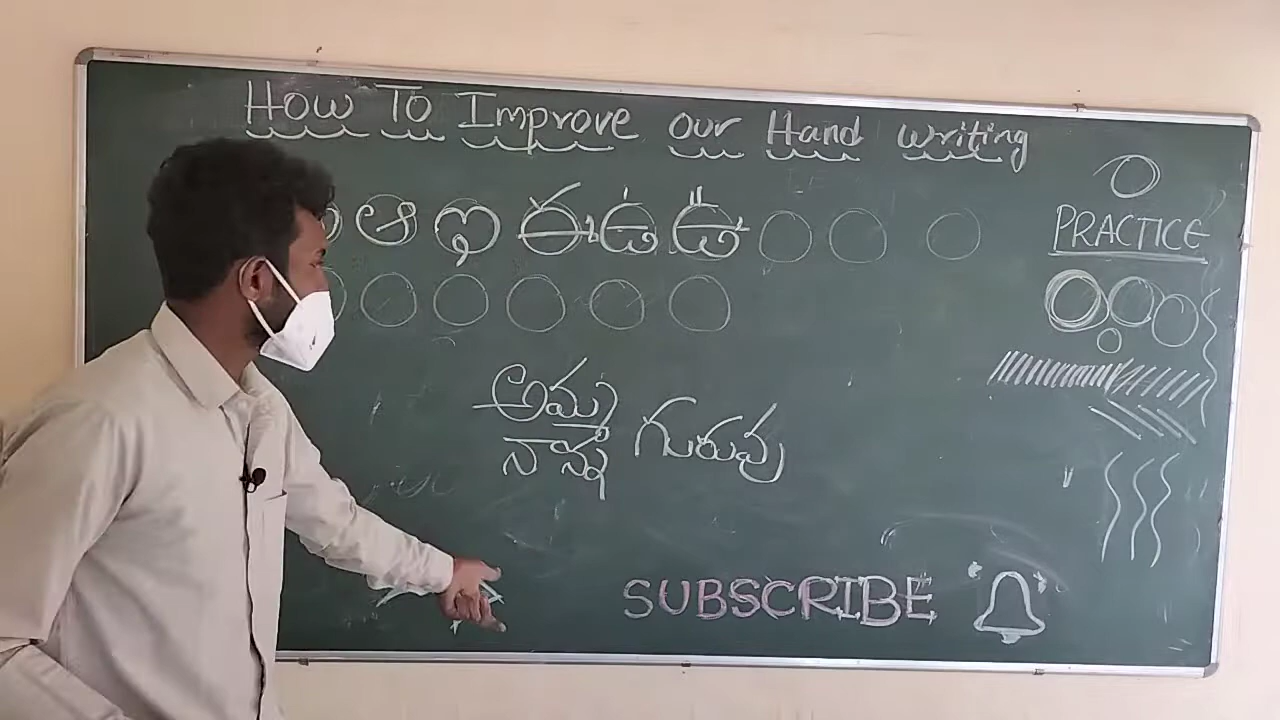 How To Improve our Hand writing
ఆ ఇ ఈ ఉ ఊ
PRACTICE
అమ్మ
నాన్న
గురువు
SUBSCRIBE